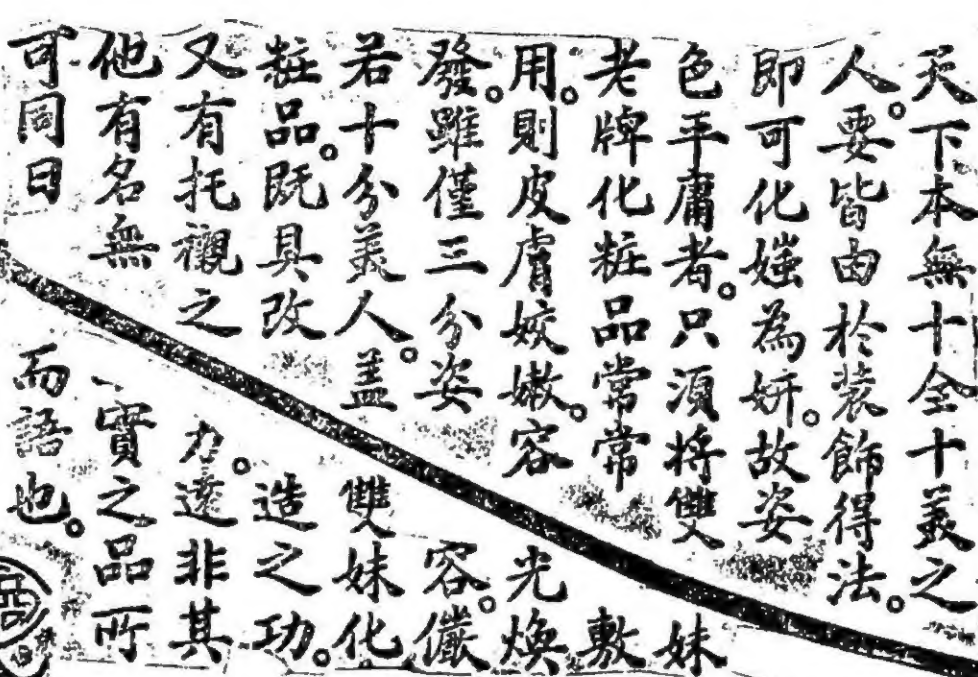 天下本無十全十美之
人。要皆由於裝飾得法。
即可化媸為妍。故姿
色平庸者。只須將雙妹
老牌化粧品常常敷
用。則皮膚姣嫩。容光煥
發。雖僅三分姿容。儼
若十分美人。蓋雙妹化
粧品。既具改造之功。
又有托襯之力。遠非其
他有名無實之品所
可同日而語也。